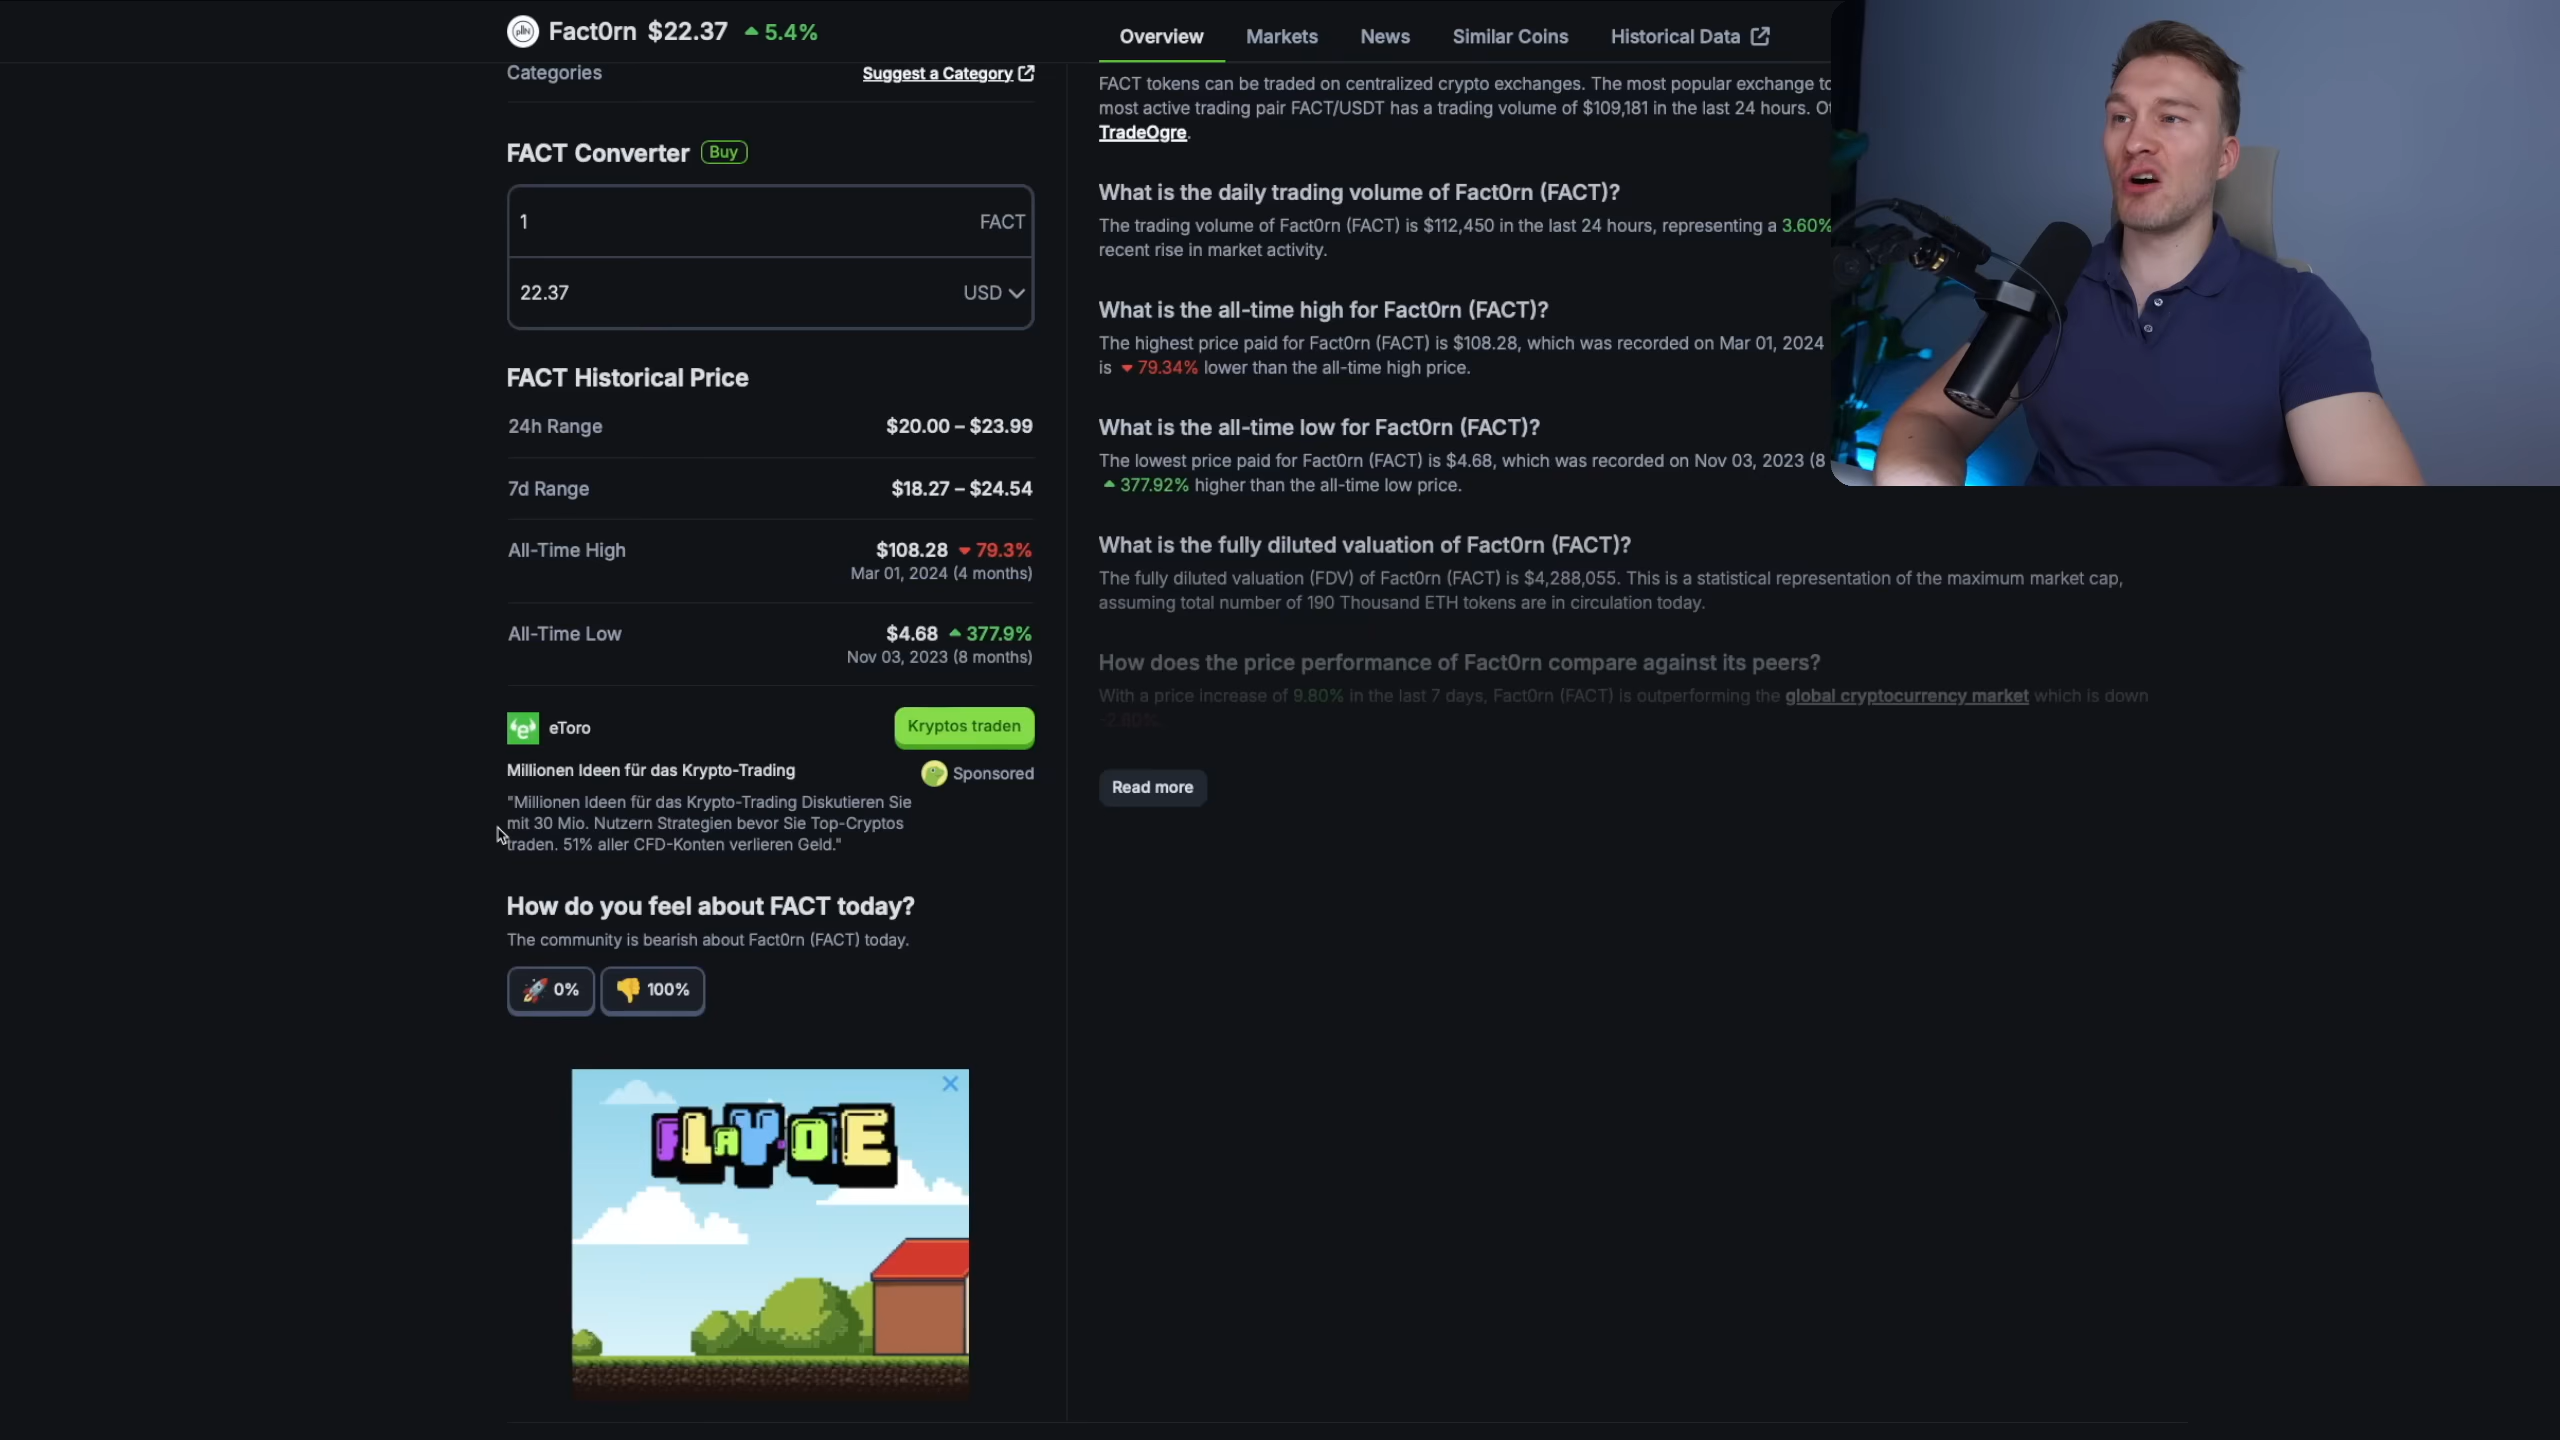 Fact0rn $22.37 5.4%
Overview Markets News Similar Coins Historical Data
Categories Suggest a Category
FACT Converter Buy
1 FACT
22.37 USD
FACT Historical Price
24h Range $20.00 – $23.99
7d Range $18.27 – $24.54
All-Time High $108.28 79.3%
Mar 01, 2024 (4 months)
All-Time Low $4.68 377.9%
Nov 03, 2023 (8 months)
eToro Kryptos traden
Millionen Ideen für das Krypto-Trading Sponsored
"Millionen Ideen für das Krypto-Trading Diskutieren Sie
mit 30 Mio. Nutzern Strategien bevor Sie Top-Cryptos
traden. 51% aller CFD-Konten verlieren Geld."
How do you feel about FACT today?
The community is bearish about Fact0rn (FACT) today.
0% 100%
FACT tokens can be traded on centralized crypto exchanges. The most popular exchange to
most active trading pair FACT/USDT has a trading volume of $109,181 in the last 24 hours.
TradeOgre.
What is the daily trading volume of Fact0rn (FACT)?
The trading volume of Fact0rn (FACT) is $112,450 in the last 24 hours, representing a 3.60%
recent rise in market activity.
What is the all-time high for Fact0rn (FACT)?
The highest price paid for Fact0rn (FACT) is $108.28, which was recorded on Mar 01, 2024
is 79.34% lower than the all-time high price.
What is the all-time low for Fact0rn (FACT)?
The lowest price paid for Fact0rn (FACT) is $4.68, which was recorded on Nov 03, 2023 (8
377.92% higher than the all-time low price.
What is the fully diluted valuation of Fact0rn (FACT)?
The fully diluted valuation (FDV) of Fact0rn (FACT) is $4,288,055. This is a statistical representation of the maximum market cap,
assuming total number of 190 Thousand ETH tokens are in circulation today.
How does the price performance of Fact0rn compare against its peers?
With a price increase of 9.80% in the last 7 days, Fact0rn (FACT) is outperforming the global cryptocurrency market which is down
-2.60%.
Read more